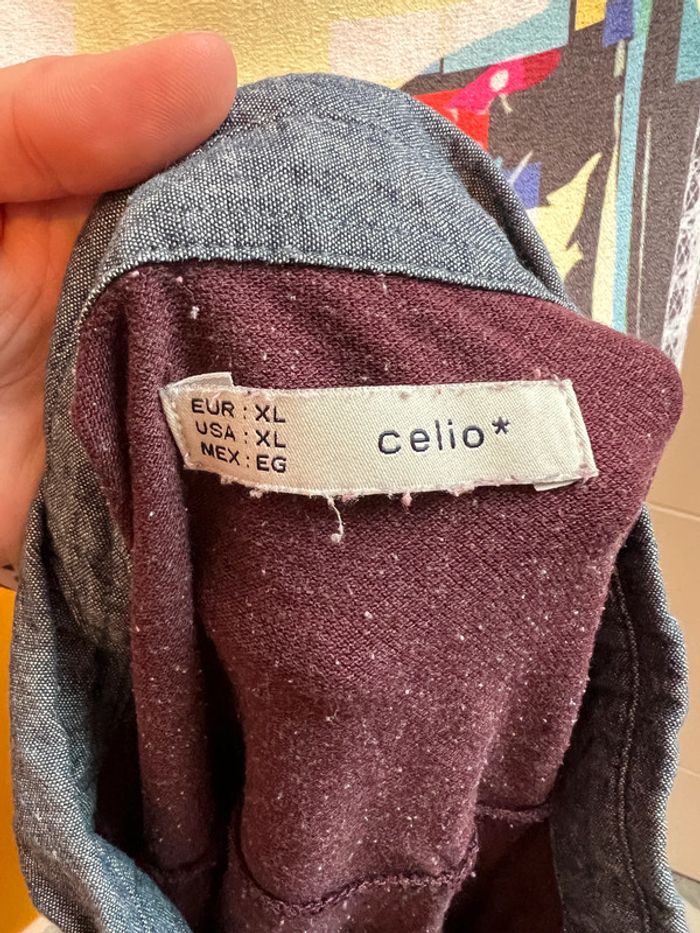 EUR : XL
USA : XL
MEX : EG
celio*